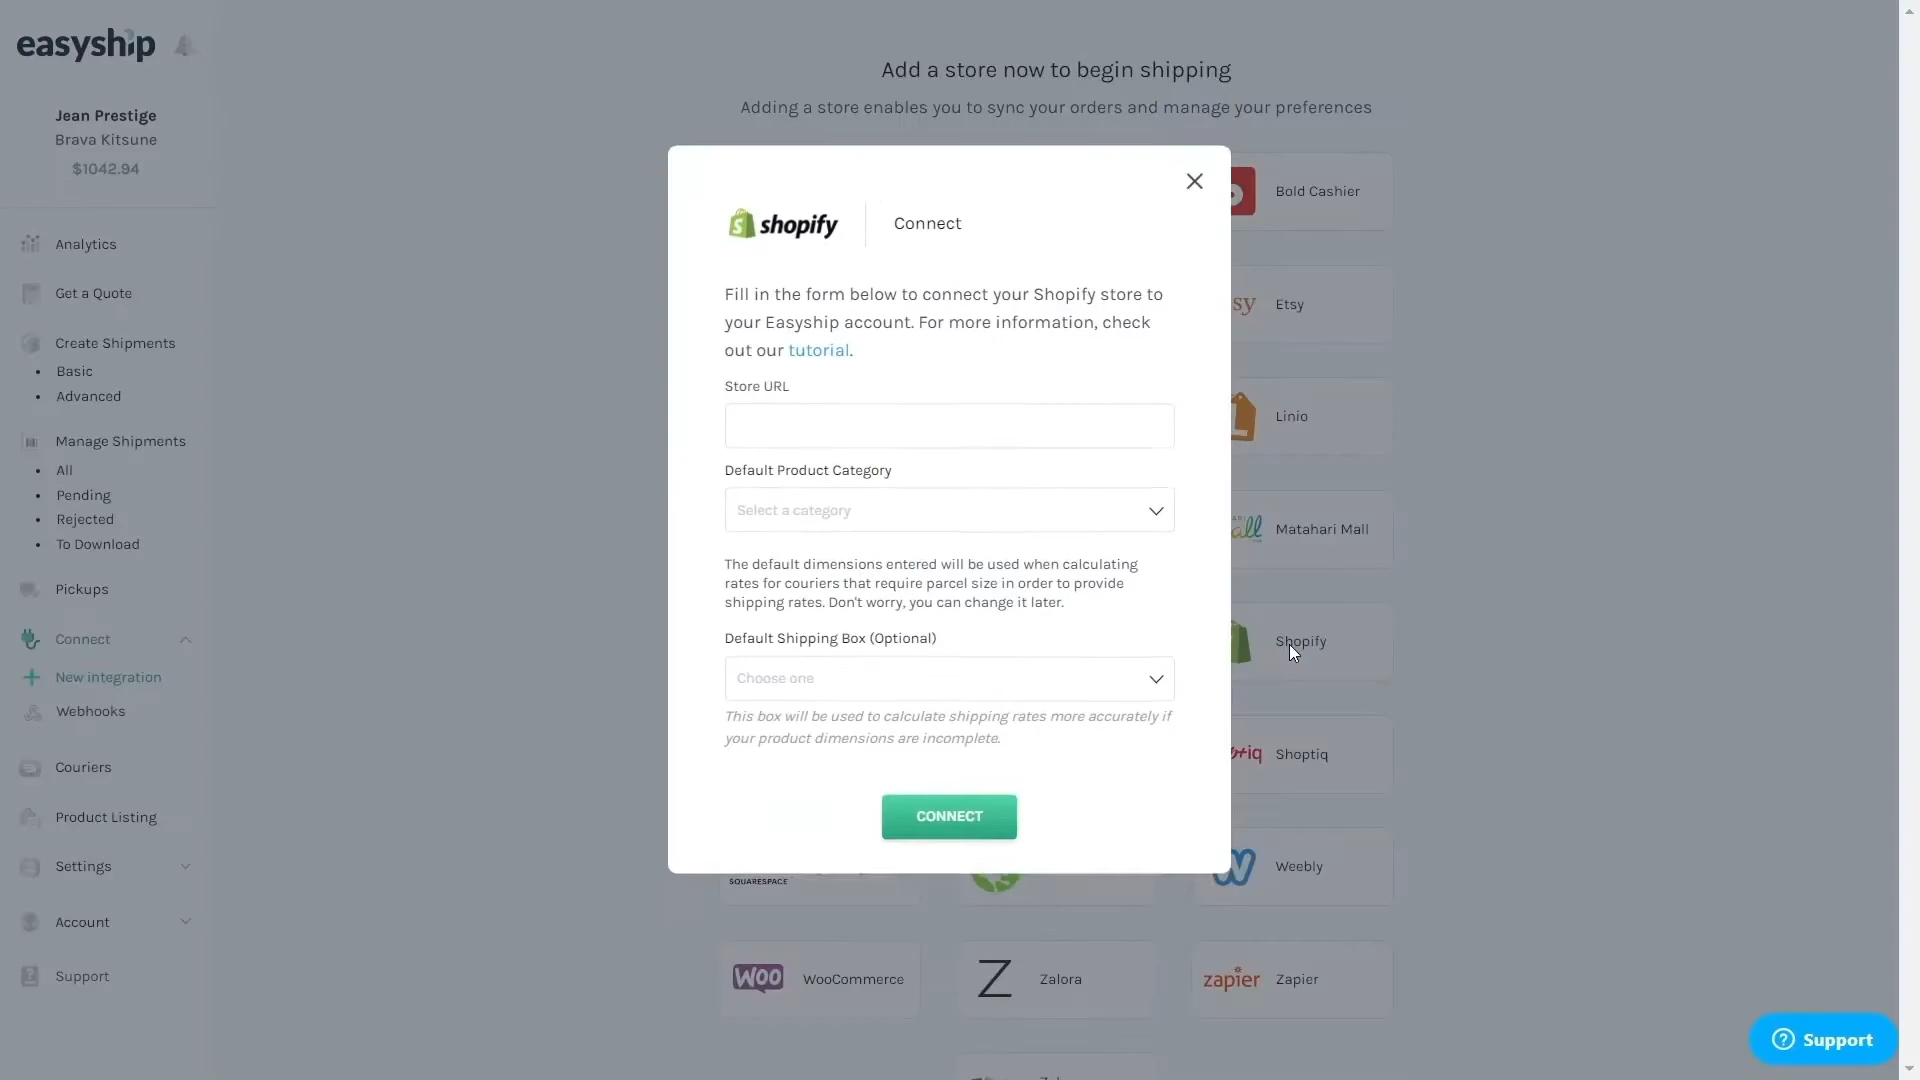 easyship
Jean Prestige
Brava Kitsune
$1042.94
Analytics
Get a Quote
Create Shipments
Basic
Advanced
Manage Shipments
All
Pending
Rejected
To Download
Pickups
Connect
New integration
Webhooks
Couriers
Product Listing
Settings
Account
Support
Add a store now to begin shipping
Adding a store enables you to sync your orders and manage your preferences
shopify
Connect
Fill in the form below to connect your Shopify store to
your Easyship account. For more information, check
out our tutorial.
Store URL
Default Product Category
Select a category
The default dimensions entered will be used when calculating
rates for couriers that require parcel size in order to provide
shipping rates. Don't worry, you can change it later.
Default Shipping Box (Optional)
Choose one
This box will be used to calculate shipping rates more accurately if
your product dimensions are incomplete.
CONNECT
Bold Cashier
sy Etsy
Linio
Matahari Mall
Shopify
Shoptiq
Weebly
SQUARESPACE
WOO WooCommerce
Z Zalora
zapier Zapier
Support